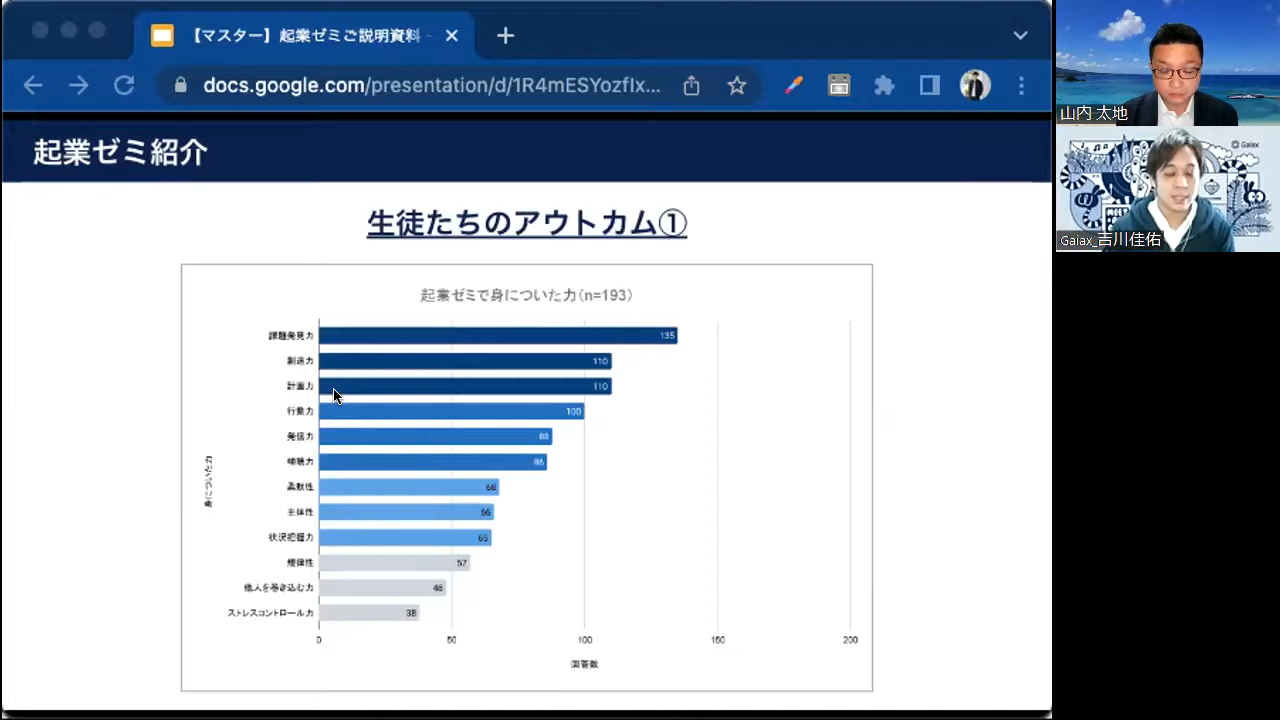 【マスター】起業ゼミご説明資料 -
docs.google.com/presentation/d/1R4mESYozfIx...
起業ゼミ紹介
生徒たちのアウトカム①
起業ゼミで身についた力(n=193)
身についた力
課題発見力 135
創造力 110
計画力 110
行動力 100
発信力 88
傾聴力 86
柔軟性 68
主体性 66
状況把握力 65
規律性 57
他人を巻き込む力 48
ストレスコントロール力 38
0 50 100 150 200
回答数
山内 太地
Gaiax
Gaiax_吉川佳佑